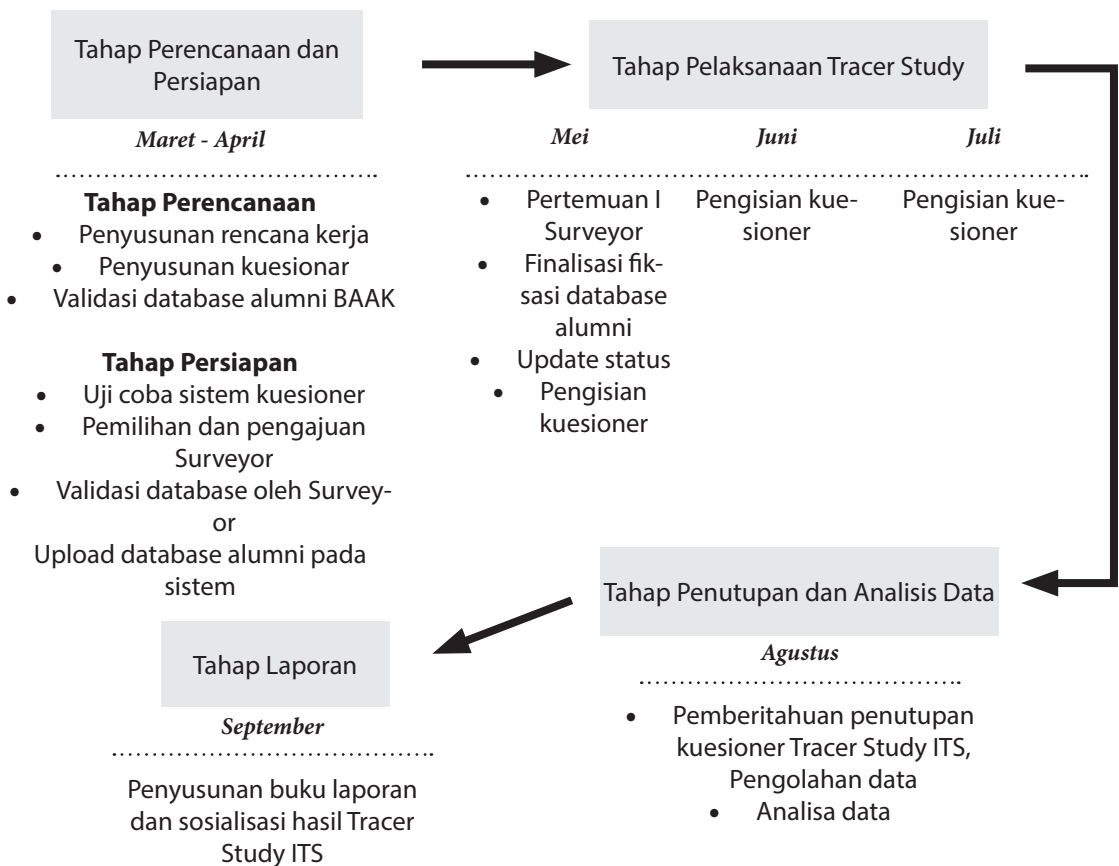 Tahap Perencanaan dan
Persiapan
Maret - April
Tahap Perencanaan
• Penyusunan rencana kerja
• Penyusunan kuesionar
• Validasi database alumni BAAK
Tahap Persiapan
• Uji coba sistem kuesioner
• Pemilihan dan pengajuan
Surveyor
• Validasi database oleh Survey-
or
Upload database alumni pada
sistem
Tahap Pelaksanaan Tracer Study
Mei
• Pertemuan I
Surveyor
• Finalisasi fik-
sasi database
alumni
• Update status
• Pengisian
kuesioner
Juni
Pengisian kue-
sioner
Juli
Pengisian kue-
sioner
Tahap Penutupan dan Analisis Data
Agustus
• Pemberitahuan penutupan
kuesioner Tracer Study ITS,
Pengolahan data
• Analisa data
Tahap Laporan
September
Penyusunan buku laporan
dan sosialisasi hasil Tracer
Study ITS